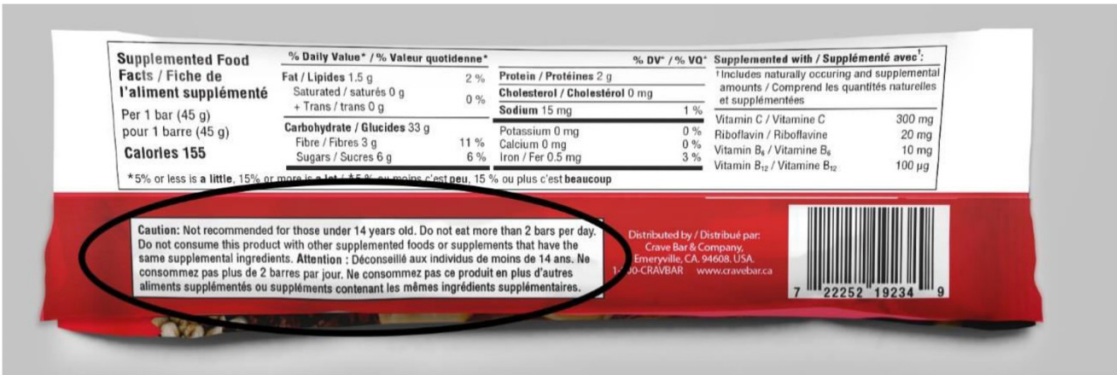 Supplemented Food
Facts / Fiche de
l'aliment supplémenté
Per 1 bar (45 g)
pour 1 barre (45 g)
Calories 155
% Daily Value* / % Valeur quotidienne*
Fat / Lipides 1.5 g 2 %
Saturated / saturés 0 g
+ Trans / trans 0 g 0 %
Carbohydrate / Glucides 33 g
Fibre / Fibres 3 g 11 %
Sugars / Sucres 6 g 6 %
% DV* / % VQ*
Protein / Protéines 2 g
Cholesterol / Cholestérol 0 mg
Sodium 15 mg 1 %
Potassium 0 mg 0 %
Calcium 0 mg 0 %
Iron / Fer 0.5 mg 3 %
*5% or less is a little, 15% or more is a lot / *5 % ou moins c'est peu, 15 % ou plus c'est beaucoup
Supplemented with / Supplémenté avec†:
† Includes naturally occuring and supplemental
amounts / Comprend les quantités naturelles
et supplémentées
Vitamin C / Vitamine C 300 mg
Riboflavin / Riboflavine 20 mg
Vitamin B₆ / Vitamine B₆ 10 mg
Vitamin B₁₂ / Vitamine B₁₂ 100 µg
Caution: Not recommended for those under 14 years old. Do not eat more than 2 bars per day.
Do not consume this product with other supplemented foods or supplements that have the
same supplemental ingredients. Attention : Déconseillé aux individus de moins de 14 ans. Ne
consommez pas plus de 2 barres par jour. Ne consommez pas ce produit en plus d'autres
aliments supplémentés ou suppléments contenant les mêmes ingrédients supplémentaires.
Distributed by / Distribué par:
Crave Bar & Company,
Emeryville, CA. 94608. USA.
CRAVBAR www.cravebar.ca
7 22252 19234 9